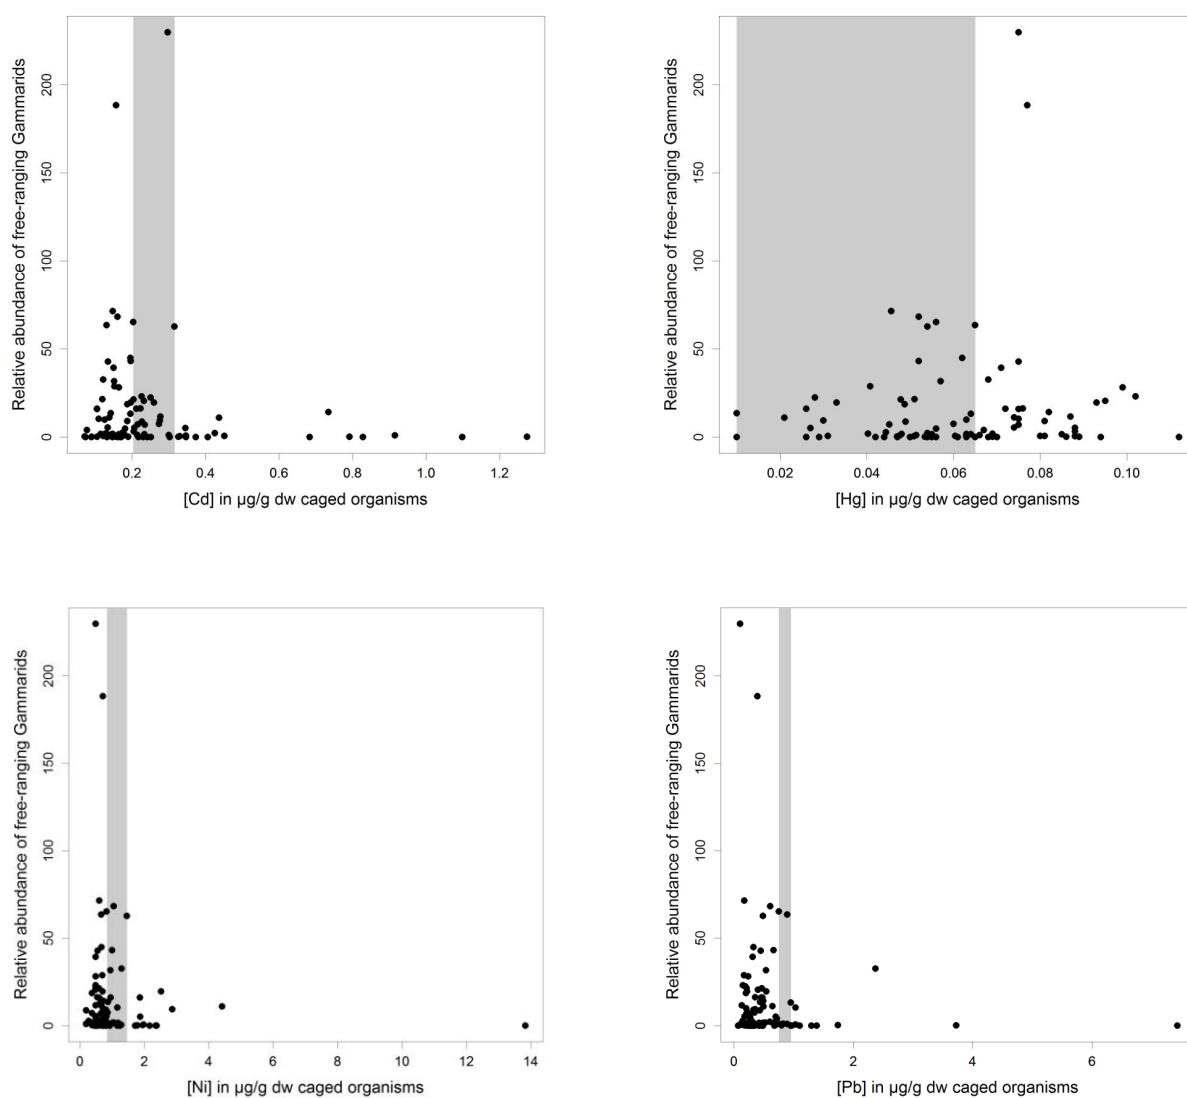 Relative abundance of free-ranging Gammarids
200
150
100
50
0
0.2 0.4 0.6 0.8 1.0 1.2
[Cd] in µg/g dw caged organisms
Relative abundance of free-ranging Gammarids
200
150
100
50
0
0.02 0.04 0.06 0.08 0.10
[Hg] in µg/g dw caged organisms
Relative abundance of free-ranging Gammarids
200
150
100
50
0
0 2 4 6 8 10 12 14
[Ni] in µg/g dw caged organisms
Relative abundance of free-ranging Gammarids
200
150
100
50
0
0 2 4 6
[Pb] in µg/g dw caged organisms